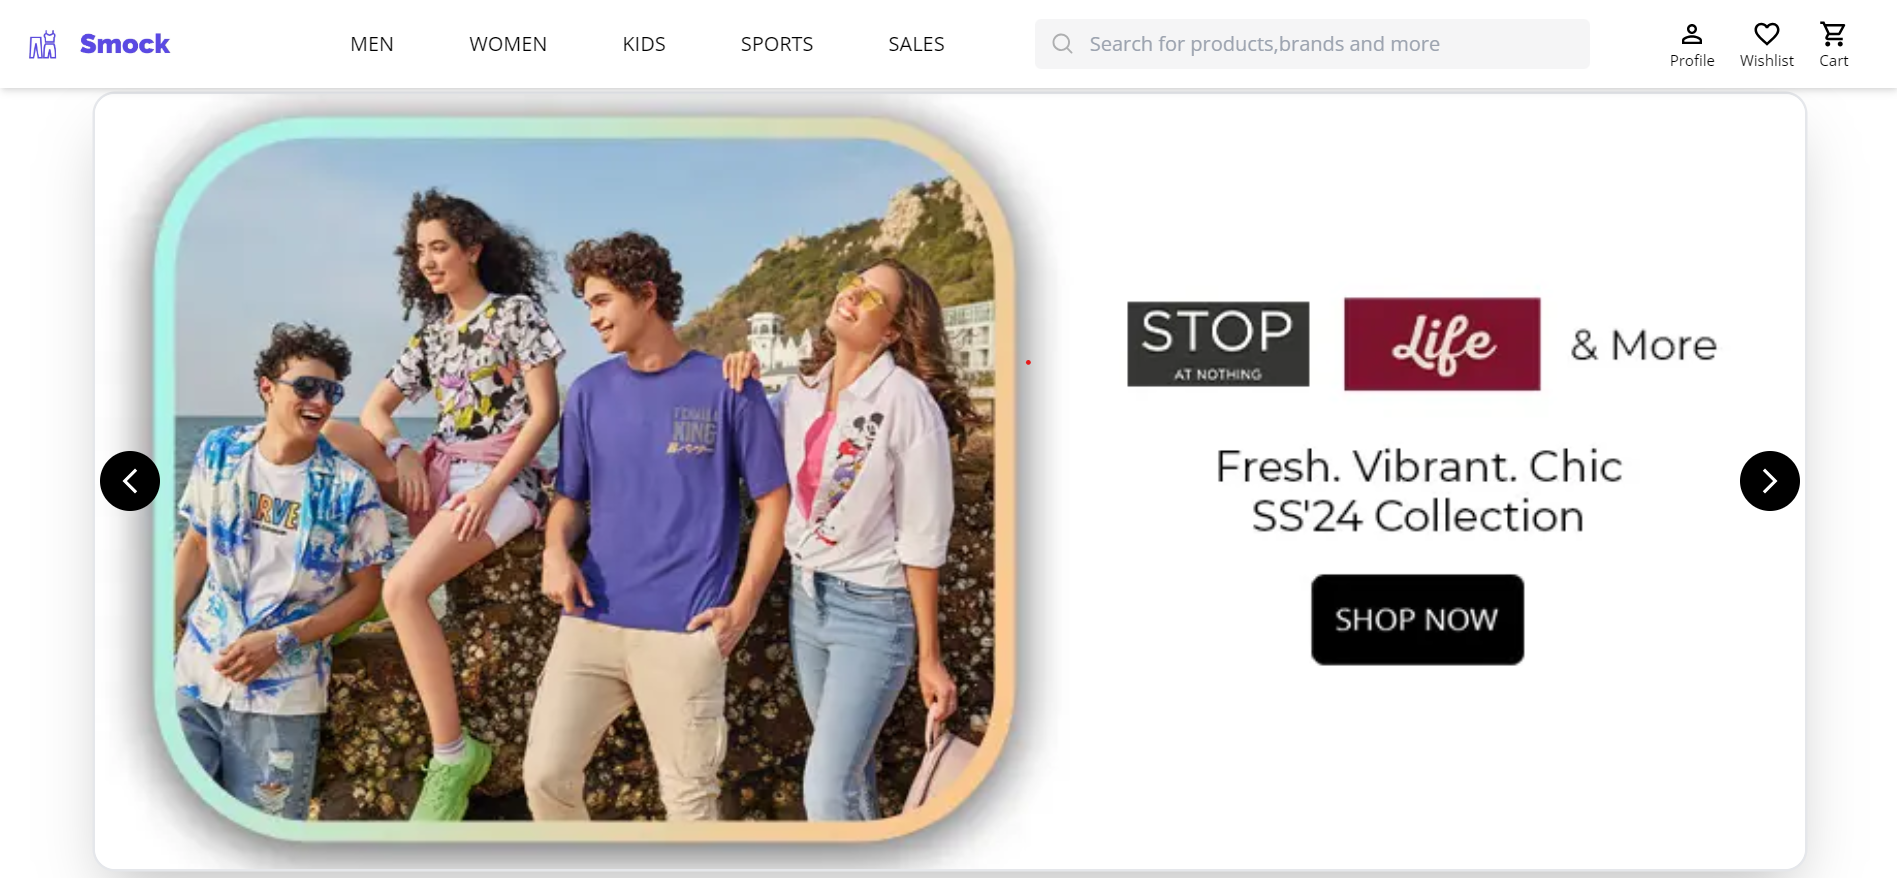 Smock
MEN
WOMEN
KIDS
SPORTS
SALES
Search for products,brands and more
Profile
Wishlist
Cart
STOP
AT NOTHING
Life
& More
KING
Fresh. Vibrant. Chic
SS'24 Collection
SHOP NOW